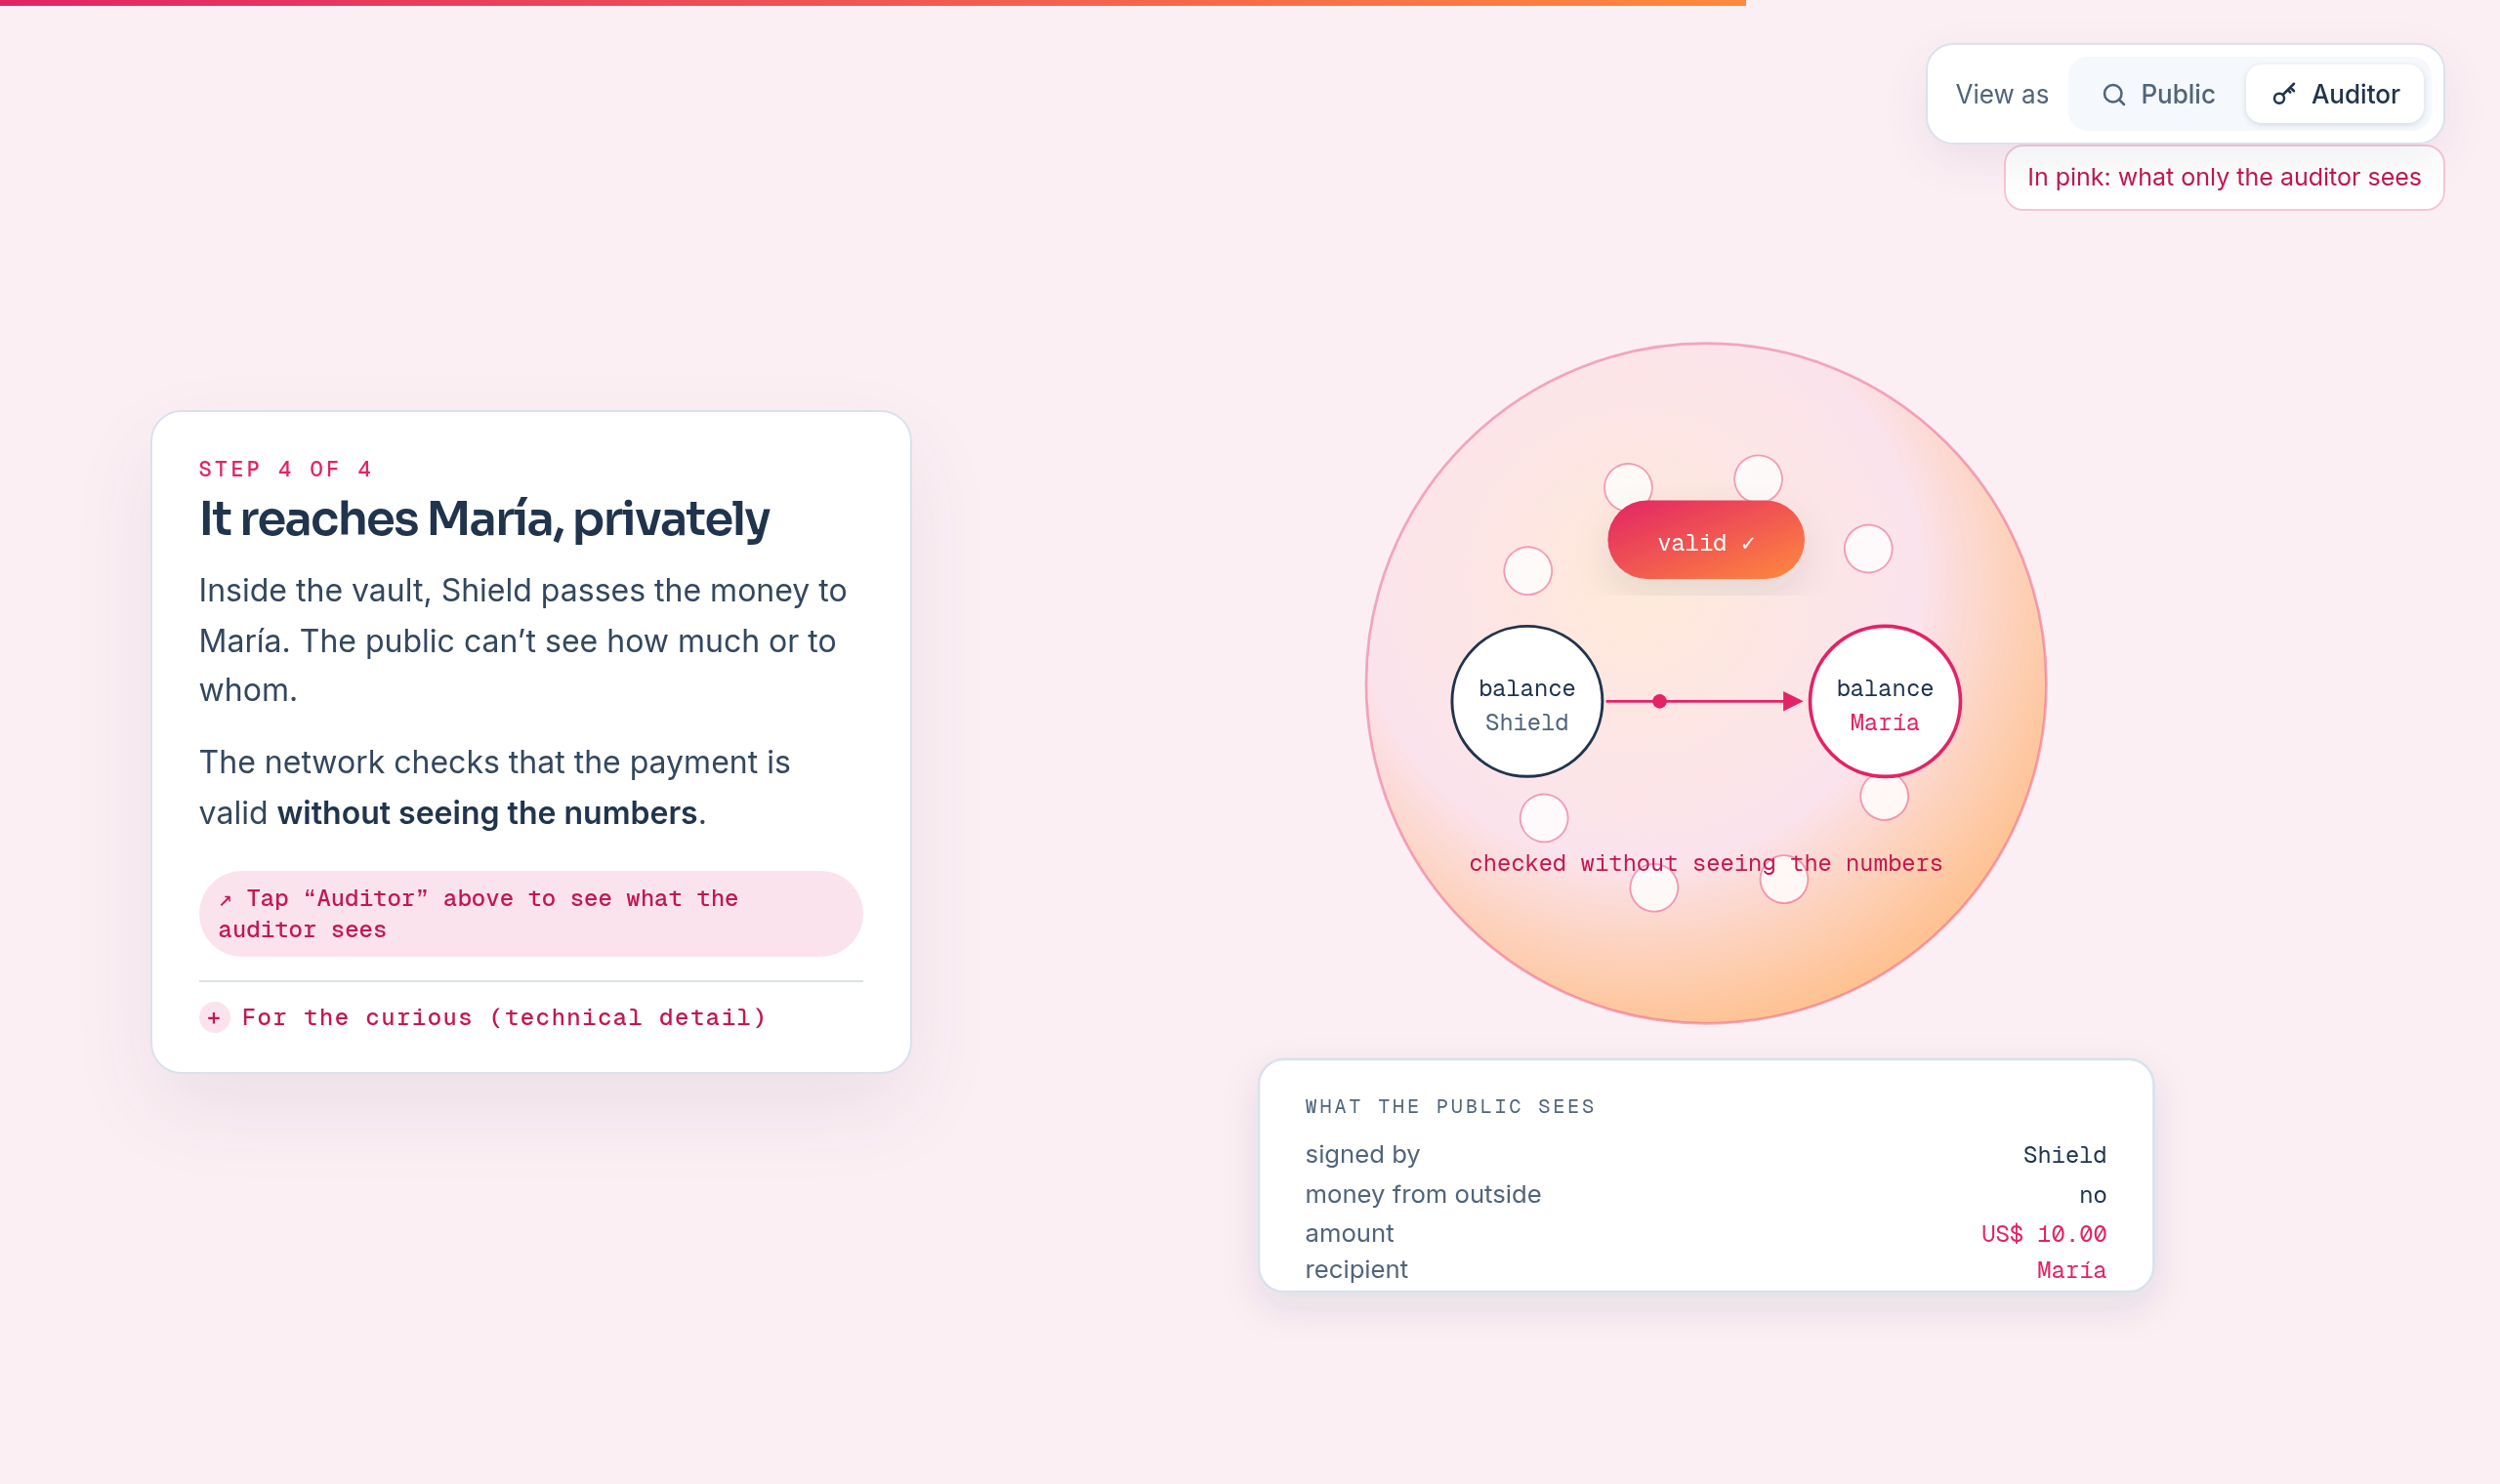 View as Public Auditor
In pink: what only the auditor sees
STEP 4 OF 4
It reaches María, privately
Inside the vault, Shield passes the money to
María. The public can’t see how much or to
whom.
The network checks that the payment is
valid without seeing the numbers.
↗ Tap “Auditor” above to see what the
auditor sees
+ For the curious (technical detail)
valid ✓
balance
Shield
balance
María
checked without seeing the numbers
WHAT THE PUBLIC SEES
signed by Shield
money from outside no
amount US$ 10.00
recipient María